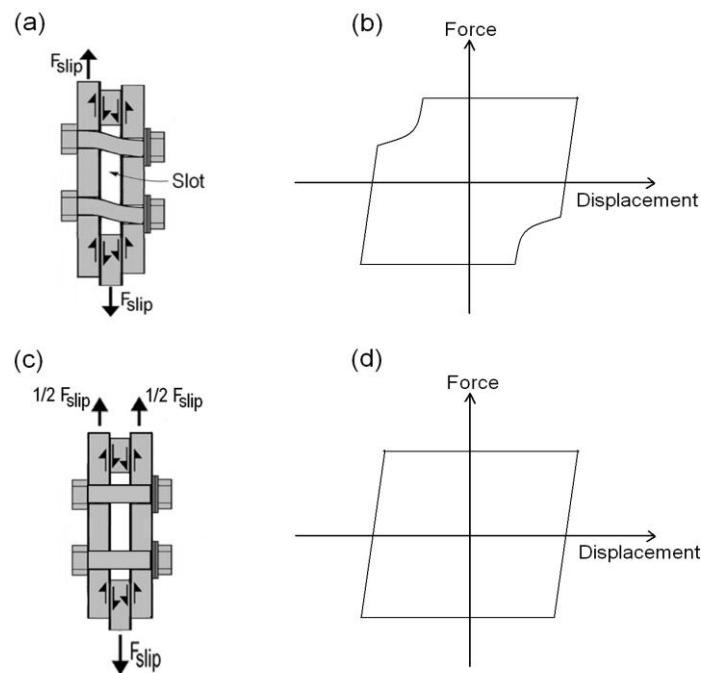 (a)
F slip
Slot
F slip
(b)
Force
Displacement
(c)
1/2 F slip
1/2 F slip
F slip
(d)
Force
Displacement